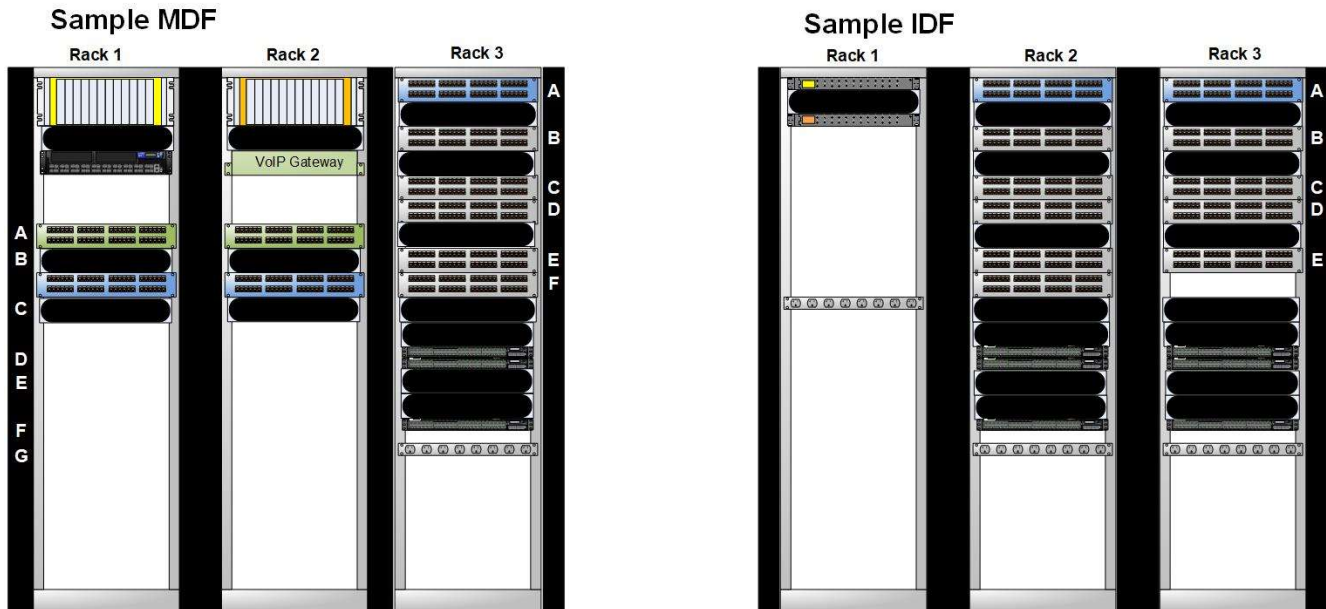 Sample MDF
Rack 1
Rack 2
Rack 3
VoIP Gateway
A
B
C
D
E
F
G
A
B
C
D
E
F
Sample IDF
Rack 1
Rack 2
Rack 3
A
B
C
D
E